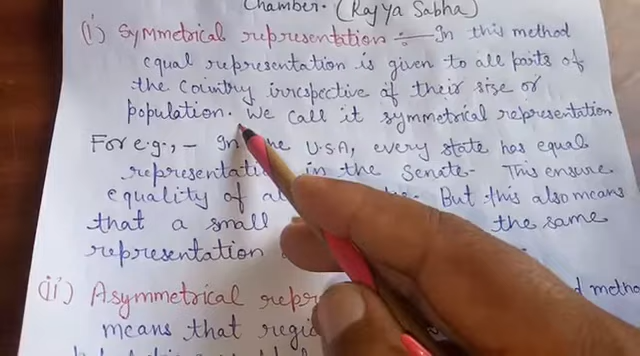 Chamber. (Rajya Sabha)
(i) Symmetrical representation :- In this method
equal representation is given to all parts of
the country irrespective of their size or
population. We call it symmetrical representation
For e.g., - In the U.S.A, every state has equal
in the Senate. This ensure
equality of But this also means
that a small the same
representation
(ii) Asymmetrical
means that